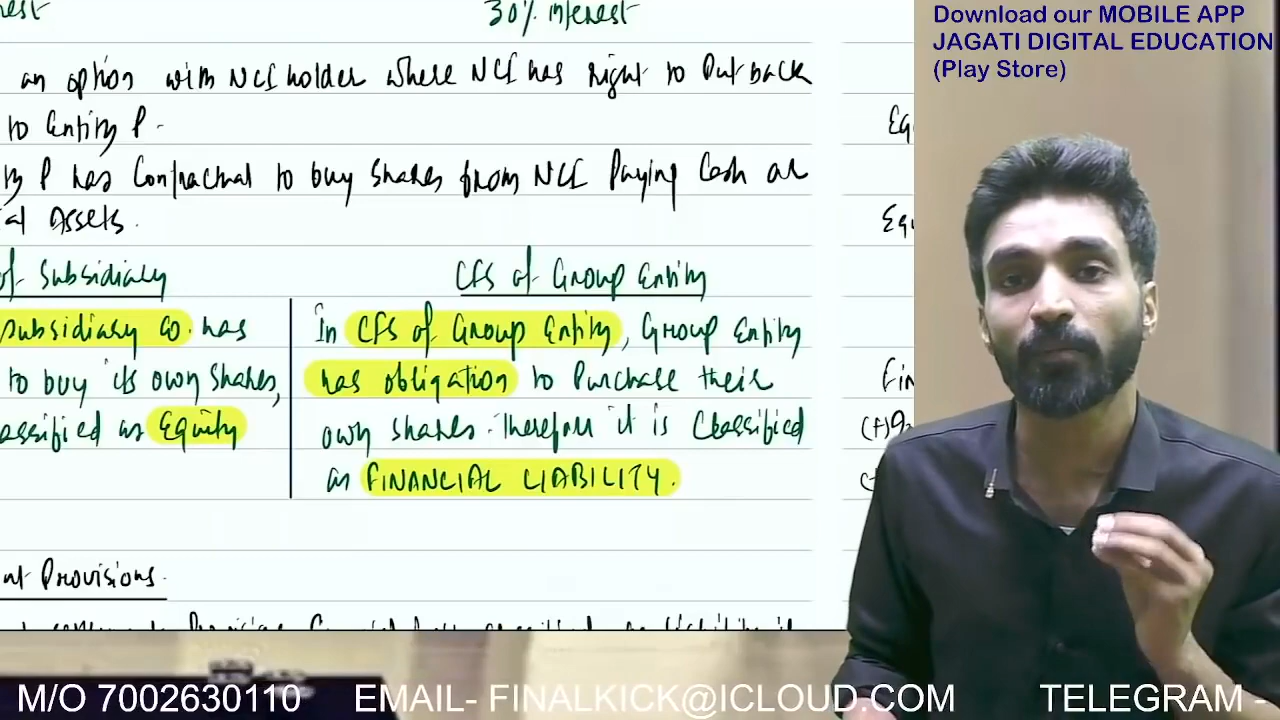 30% interest
an option with NCI holder where NCI has right to Put back
to Entity P.
P has Contractual to buy shares from NCI Paying Cash or
Assets.
of Subsidiary
CFS of Group Entity
Subsidiary Co. has
to buy its own shares,
as Equity
In CFS of Group Entity, Group Entity
has obligation to Purchase their
own shares. Therefore it is Classified
as FINANCIAL LIABILITY.
Provisions.
Download our MOBILE APP
JAGATI DIGITAL EDUCATION
(Play Store)
M/O 7002630110 EMAIL- FINALKICK@ICLOUD.COM TELEGRAM -